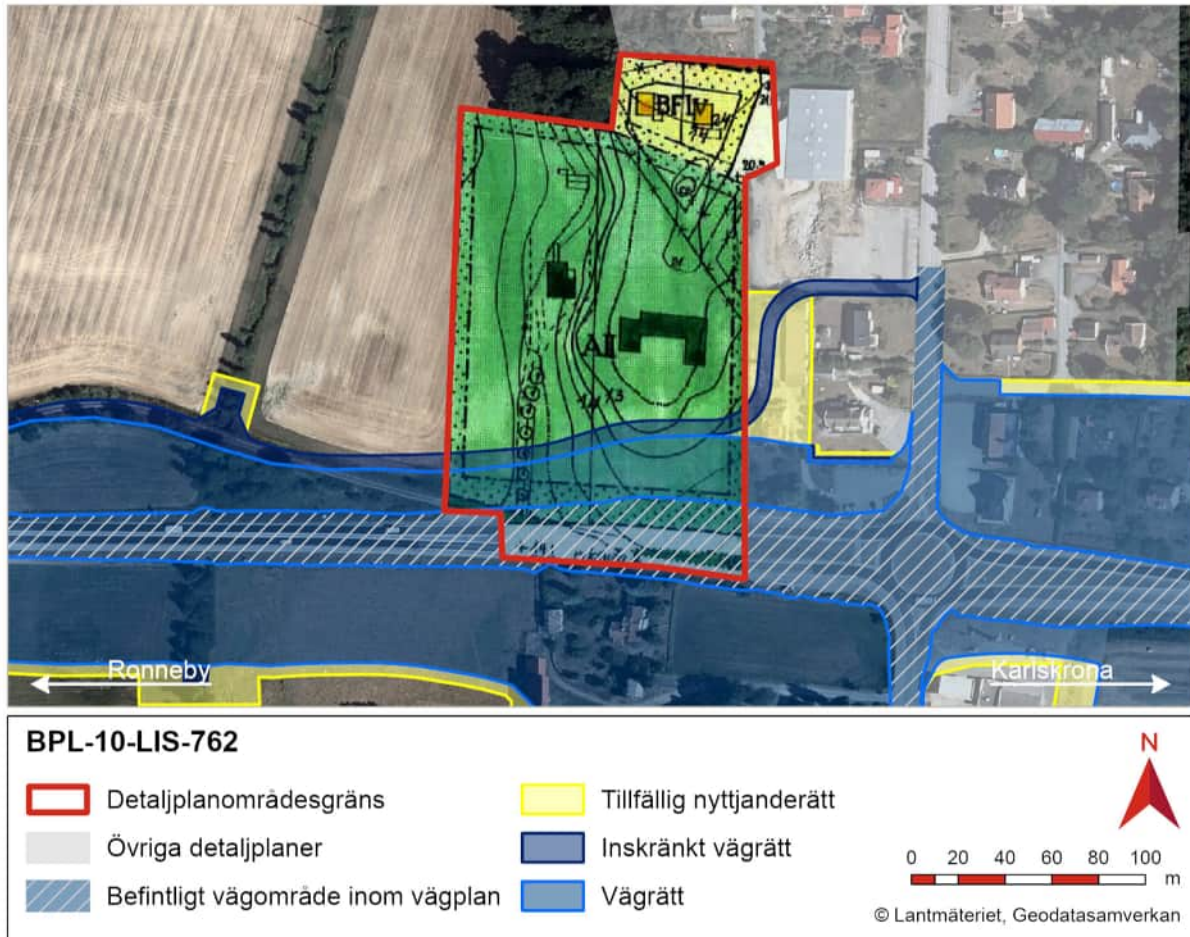 BFIV
AII
Ronneby
Karlskrona
BPL-10-LIS-762
Detaljplanområdesgräns
Övriga detaljplaner
Befintligt vägområde inom vägplan
Tillfällig nyttjanderätt
Inskränkt vägrätt
Vägrätt
N
0 20 40 60 80 100
m
© Lantmäteriet, Geodatasamverkan